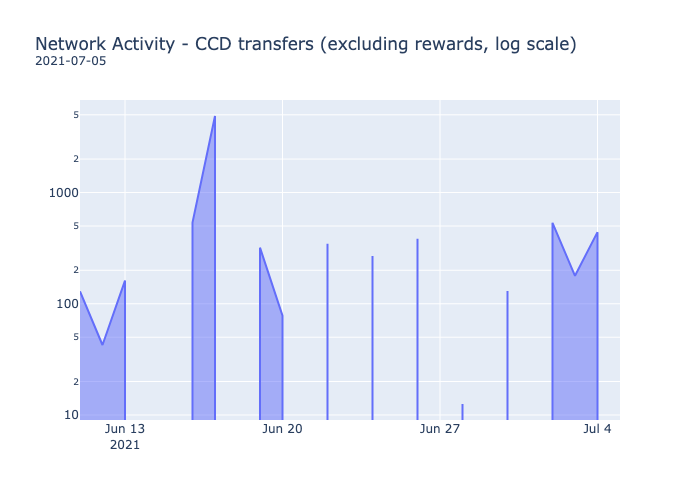 Network Activity - CCD transfers (excluding rewards, log scale)
2021-07-05
5
2
1000
5
2
100
5
2
10
Jun 13
2021
Jun 20
Jun 27
Jul 4